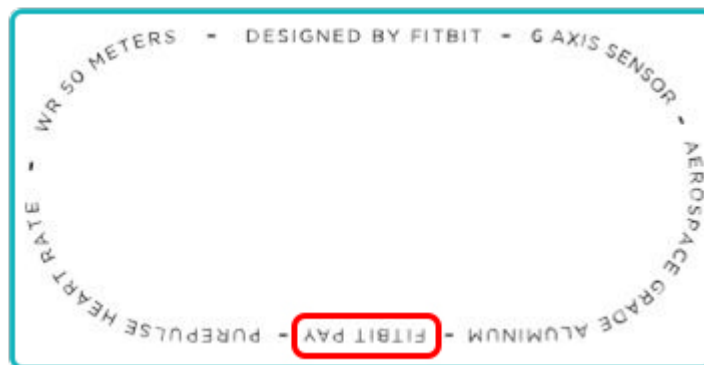 WR 50 METERS - DESIGNED BY FITBIT - 6 AXIS SENSOR - AEROSPACE GRADE ALUMINUM - FITBIT PAY - PUREPULSE HEART RATE -